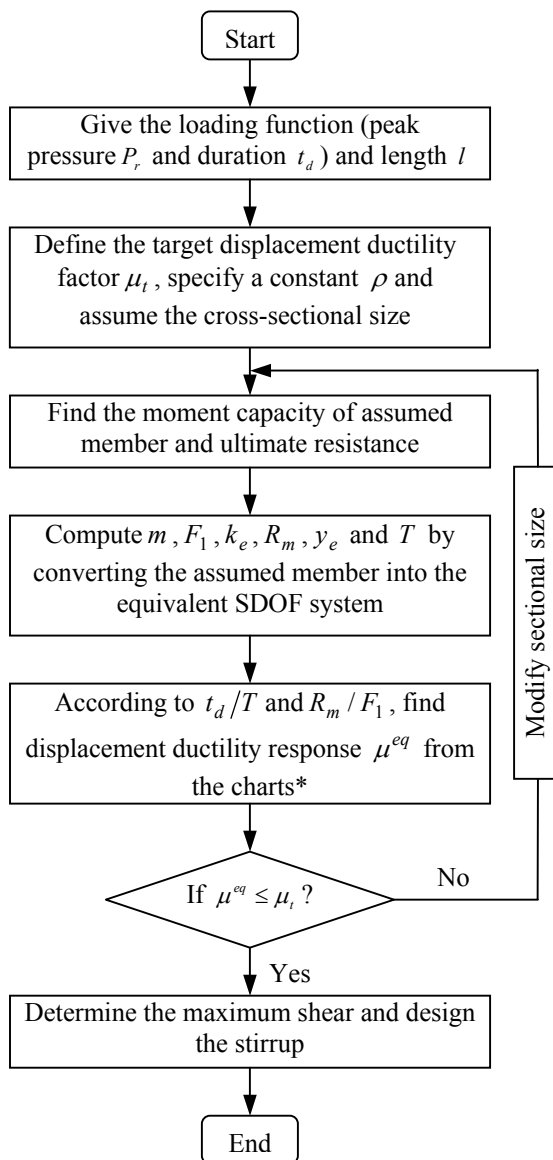 Start
Give the loading function (peak
pressure P_r and duration t_d ) and length l
Define the target displacement ductility
factor μ_t , specify a constant ρ and
assume the cross-sectional size
Find the moment capacity of assumed
member and ultimate resistance
Compute m , F_1 , k_e , R_m , y_e and T by
converting the assumed member into the
equivalent SDOF system
According to t_d/T and R_m / F_1 , find
displacement ductility response μ^{eq} from
the charts*
If μ^{eq} ≤ μ_t ?
No
Modify sectional size
Yes
Determine the maximum shear and design
the stirrup
End